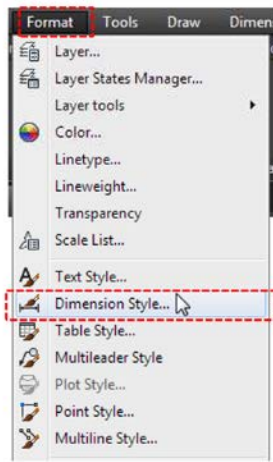 Format Tools Draw Dimen
Layer...
Layer States Manager...
Layer tools
Color...
Linetype...
Lineweight...
Transparency
Scale List...
Text Style...
Dimension Style...
Table Style...
Multileader Style
Plot Style...
Point Style...
Multiline Style...